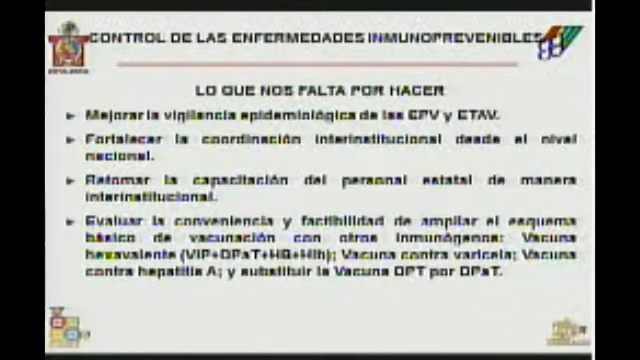 CONTROL DE LAS ENFERMEDADES INMUNOPREVENIBLES
LO QUE NOS FALTA POR HACER
► Mejorar la vigilancia epidemiológica de las EPV y ETAV.
► Fortalecer la coordinación interinstitucional desde el nivel
nacional.
► Retomar la capacitación del personal estatal de manera
interinstitucional.
► Evaluar la conveniencia y factibilidad de ampliar el esquema
básico de vacunación con otros inmunógenos: Vacuna
hexavalente (VIP+DPaT+HB+Hib); Vacuna contra varicela; Vacuna
contra hepatitis A; y substituir la Vacuna DPT por DPaT.